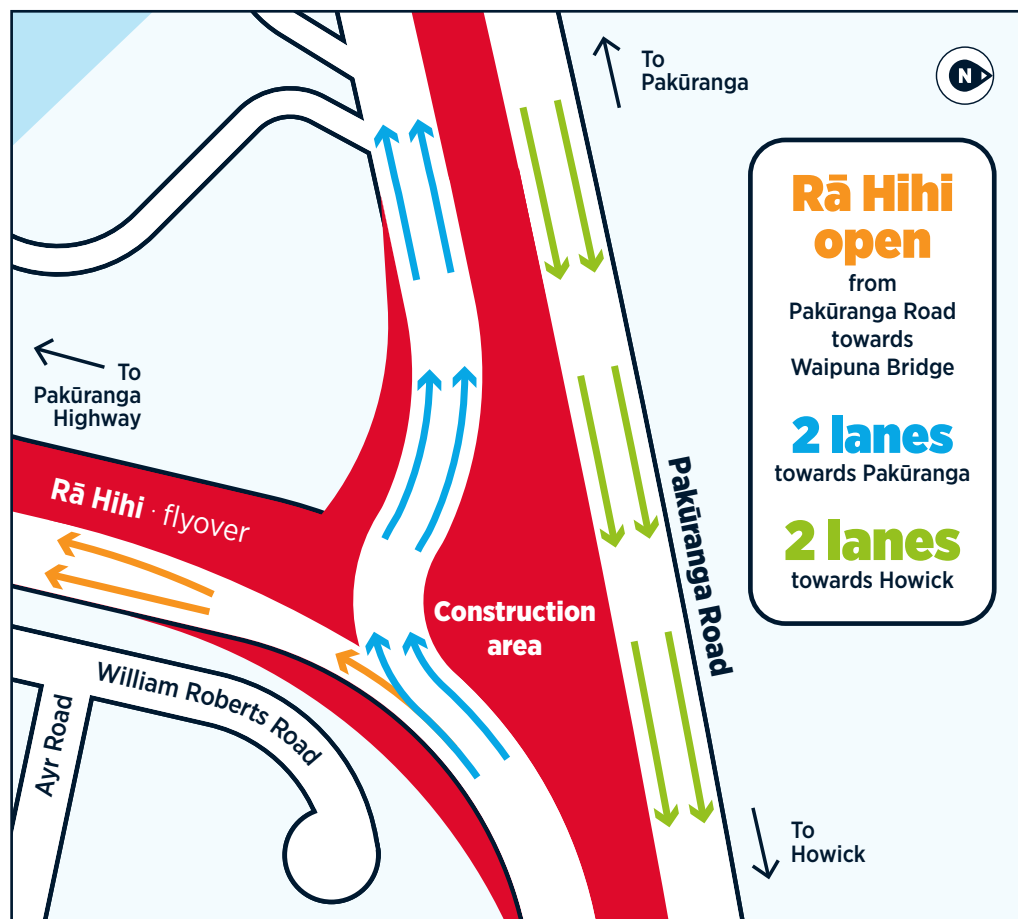 To
Pakūranga
N
Rā Hihi
open
from
Pakūranga Road
towards
Waipuna Bridge
2 lanes
towards Pakūranga
2 lanes
towards Howick
To
Pakūranga
Highway
Rā Hihi · flyover
Construction
area
Pakūranga Road
William Roberts Road
Ayr Road
To
Howick